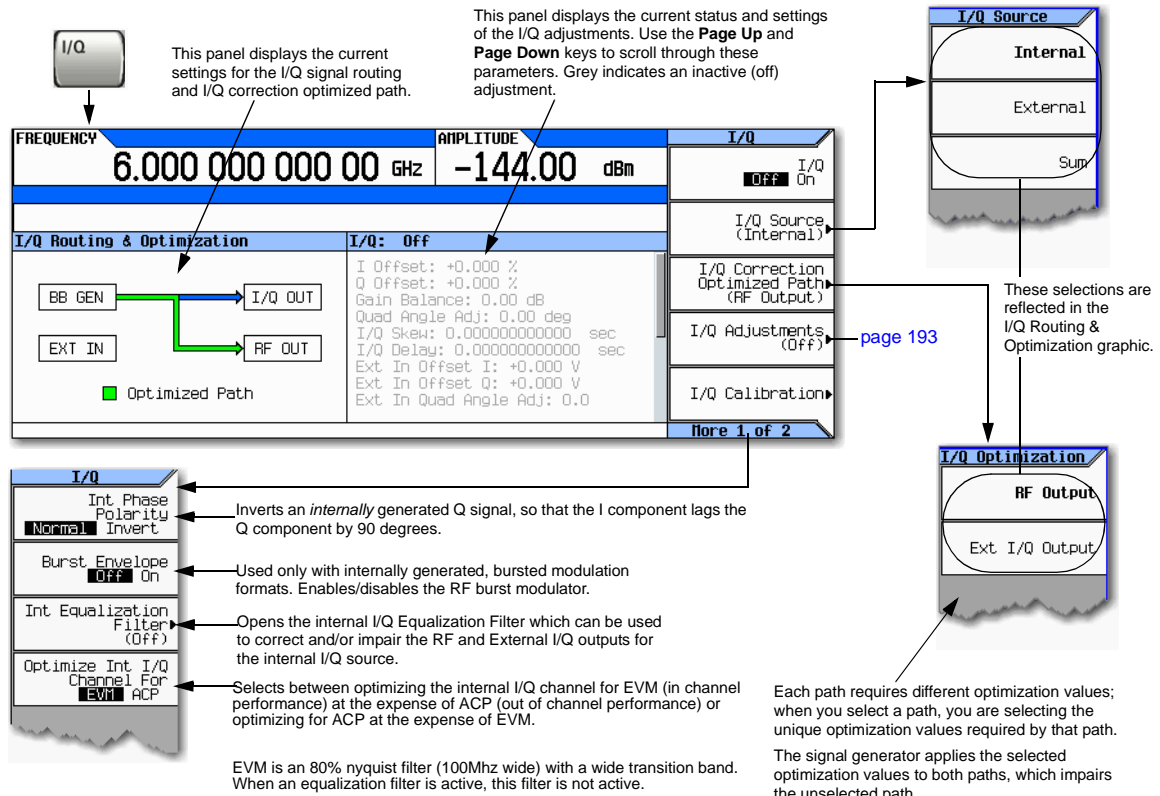 I/Q
This panel displays the current
settings for the I/Q signal routing
and I/Q correction optimized path.
This panel displays the current status and settings
of the I/Q adjustments. Use the Page Up and
Page Down keys to scroll through these
parameters. Grey indicates an inactive (off)
adjustment.
I/Q Source
Internal
External
Sum
FREQUENCY
6.000 000 000 00 GHz
AMPLITUDE
-144.00 dBm
I/Q Routing & Optimization
BB GEN
I/Q OUT
EXT IN
RF OUT
Optimized Path
I/Q: Off
I Offset: +0.000 %
Q Offset: +0.000 %
Gain Balance: 0.00 dB
Quad Angle Adj: 0.00 deg
I/Q Skew: 0.000000000000 sec
I/Q Delay: 0.000000000000 sec
Ext In Offset I: +0.000 V
Ext In Offset Q: +0.000 V
Ext In Quad Angle Adj: 0.0
I/Q
I/Q
Off On
I/Q Source
(Internal)
I/Q Correction
Optimized Path
(RF Output)
I/Q Adjustments
(Off)
I/Q Calibration
More 1 of 2
page 193
These selections are
reflected in the
I/Q Routing &
Optimization graphic.
I/Q Optimization
RF Output
Ext I/Q Output
I/Q
Int Phase
Polarity
Normal Invert
Burst Envelope
Off On
Int Equalization
Filter
(Off)
Optimize Int I/Q
Channel For
EVM ACP
Inverts an internally generated Q signal, so that the I component lags the
Q component by 90 degrees.
Used only with internally generated, bursted modulation
formats. Enables/disables the RF burst modulator.
Opens the internal I/Q Equalization Filter which can be used
to correct and/or impair the RF and External I/Q outputs for
the internal I/Q source.
Selects between optimizing the internal I/Q channel for EVM (in channel
performance) at the expense of ACP (out of channel performance) or
optimizing for ACP at the expense of EVM.
EVM is an 80% nyquist filter (100Mhz wide) with a wide transition band.
When an equalization filter is active, this filter is not active.
Each path requires different optimization values;
when you select a path, you are selecting the
unique optimization values required by that path.
The signal generator applies the selected
optimization values to both paths, which impairs
the unselected path.